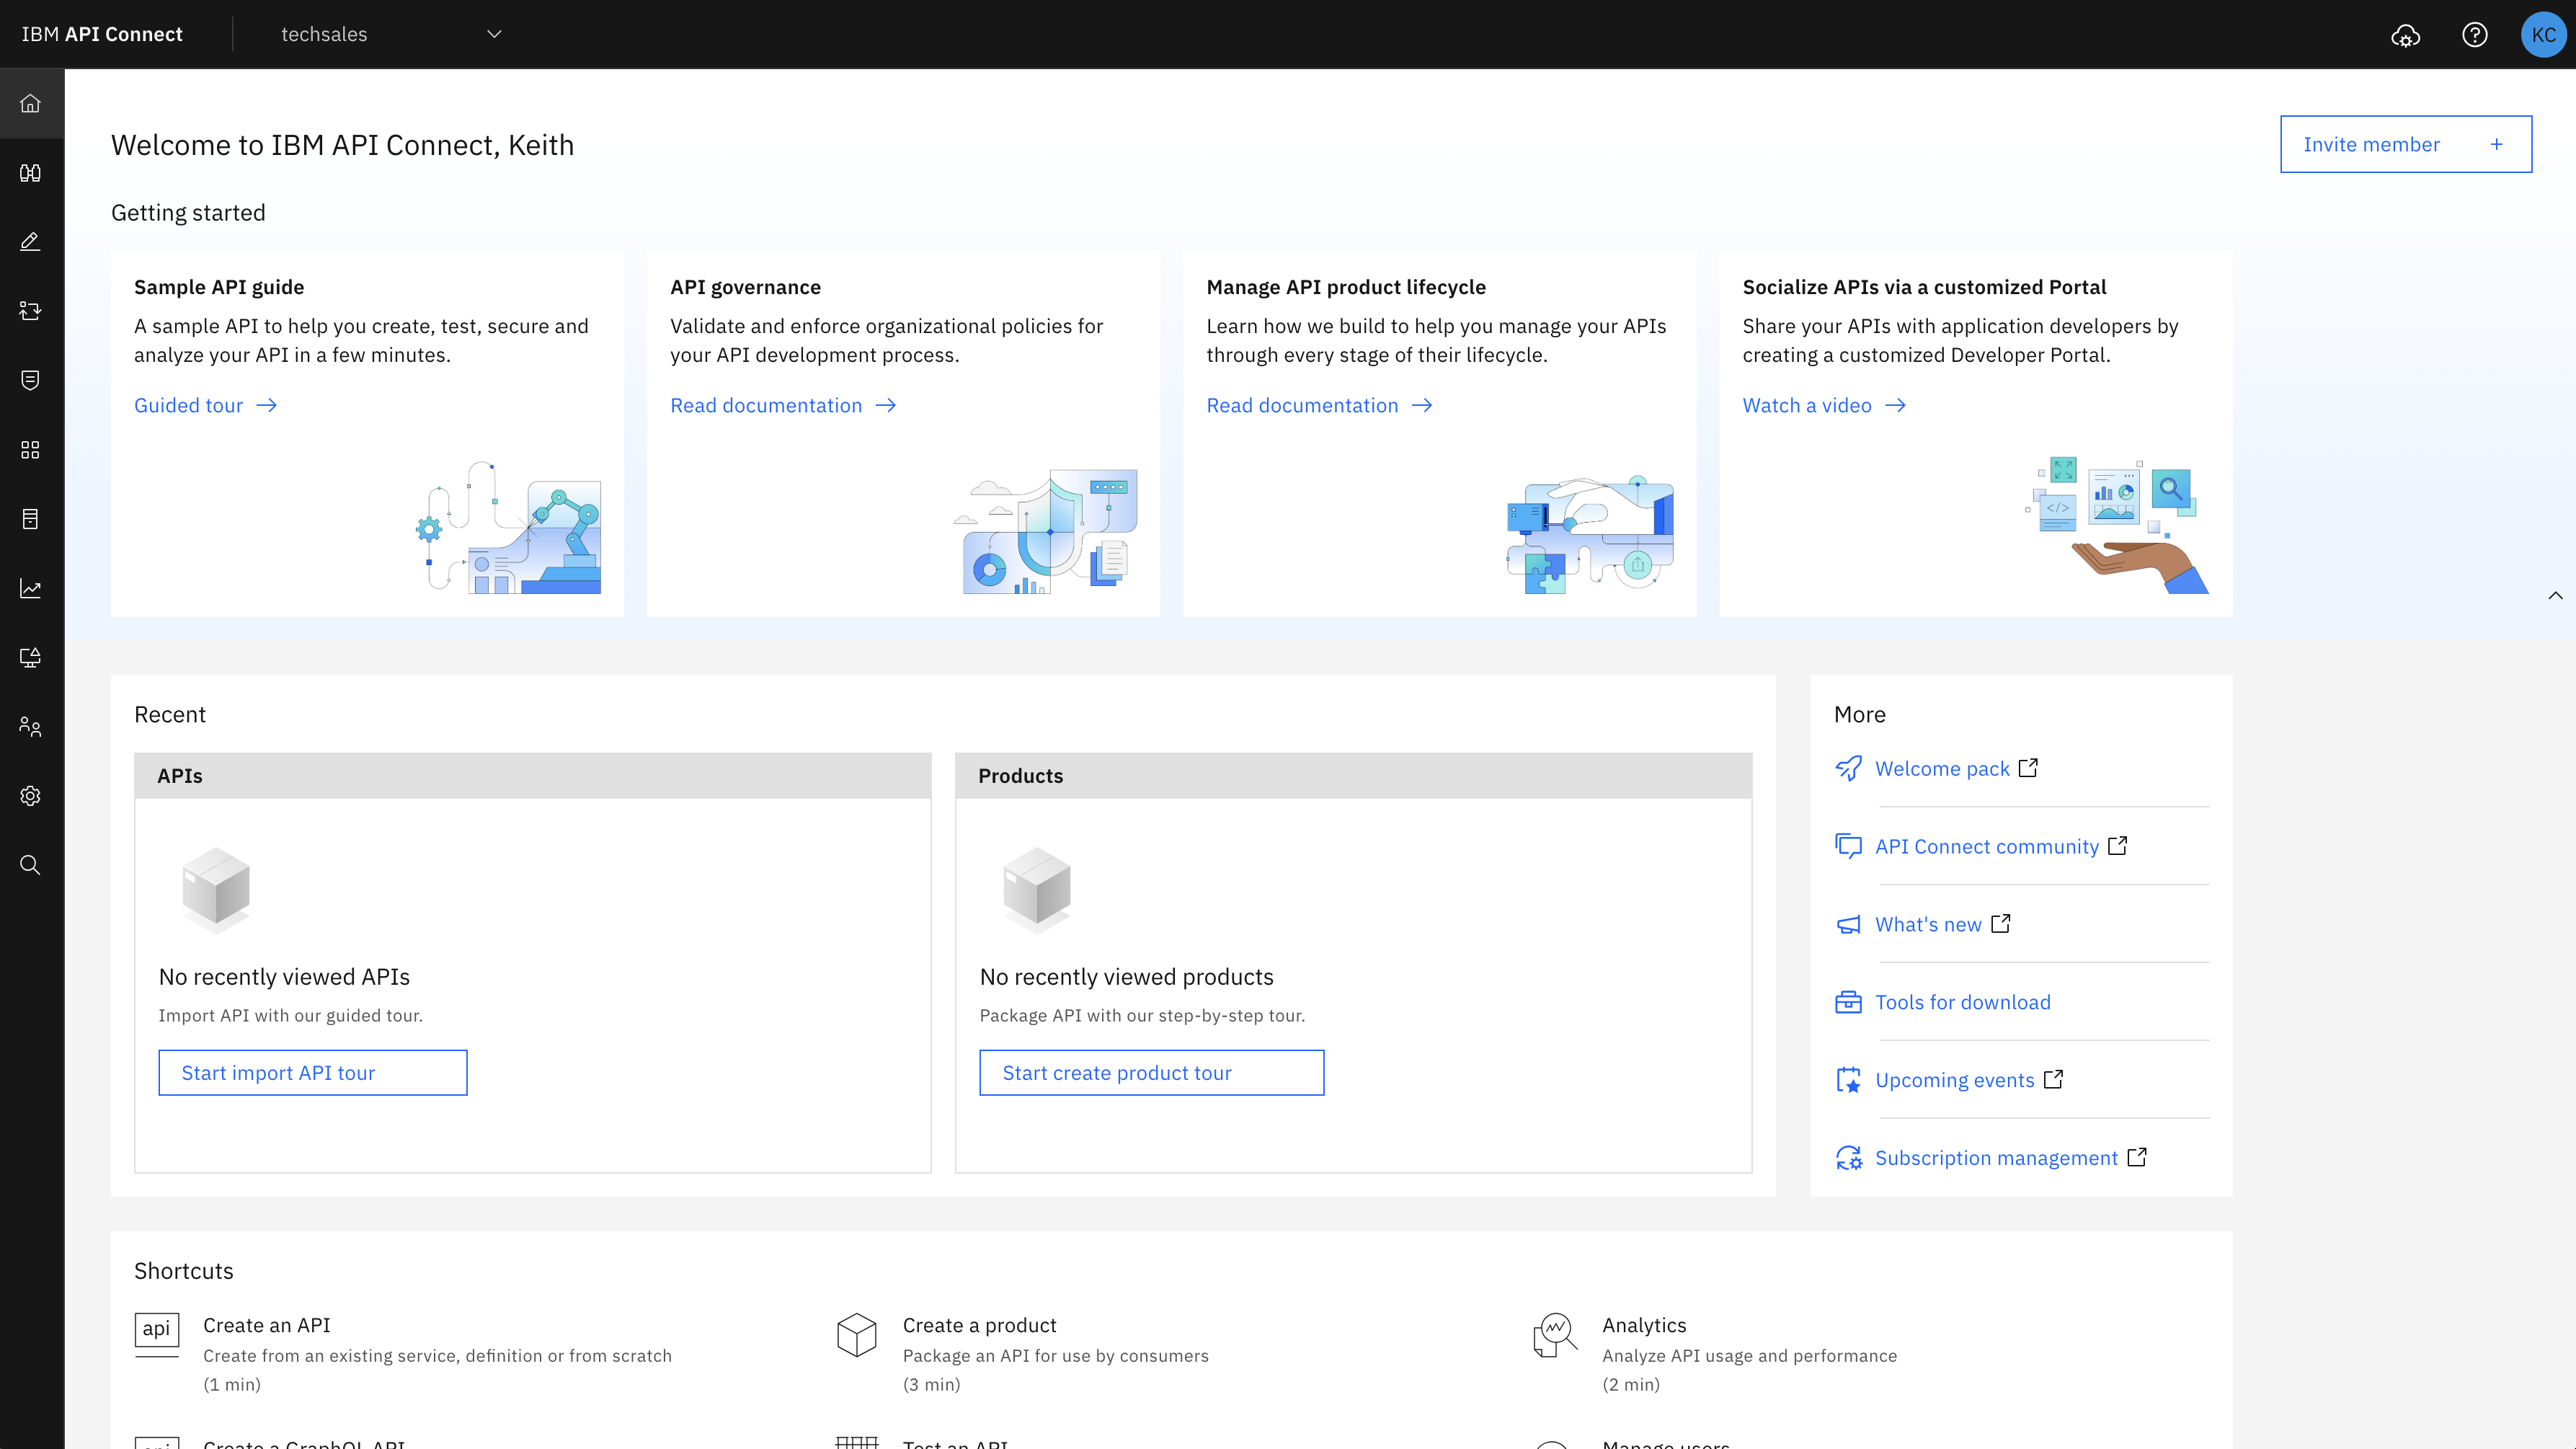 IBM API Connect
techsales
KC
Welcome to IBM API Connect, Keith
Invite member +
Getting started
Sample API guide
A sample API to help you create, test, secure and
analyze your API in a few minutes.
Guided tour
API governance
Validate and enforce organizational policies for
your API development process.
Read documentation
Manage API product lifecycle
Learn how we build to help you manage your APIs
through every stage of their lifecycle.
Read documentation
Socialize APIs via a customized Portal
Share your APIs with application developers by
creating a customized Developer Portal.
Watch a video
</>
Recent
APIs
No recently viewed APIs
Import API with our guided tour.
Start import API tour
Products
No recently viewed products
Package API with our step-by-step tour.
Start create product tour
More
Welcome pack
API Connect community
What's new
Tools for download
Upcoming events
Subscription management
Shortcuts
api
Create an API
Create from an existing service, definition or from scratch
(1 min)
Create a product
Package an API for use by consumers
(3 min)
Analytics
Analyze API usage and performance
(2 min)
api
Create a GraphQL API
Test an API
Manage users